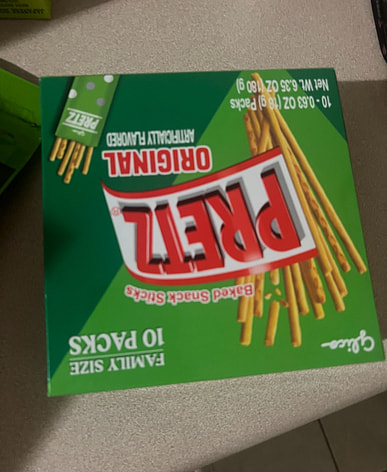 Glico
FAMILY SIZE
10 PACKS
Baked Snack Sticks
PRETZ®
ORIGINAL
ARTIFICIALLY FLAVORED
PRETZ
10 - 0.63 OZ (18 g) Packs
Net WT. 6.35 OZ (180 g)